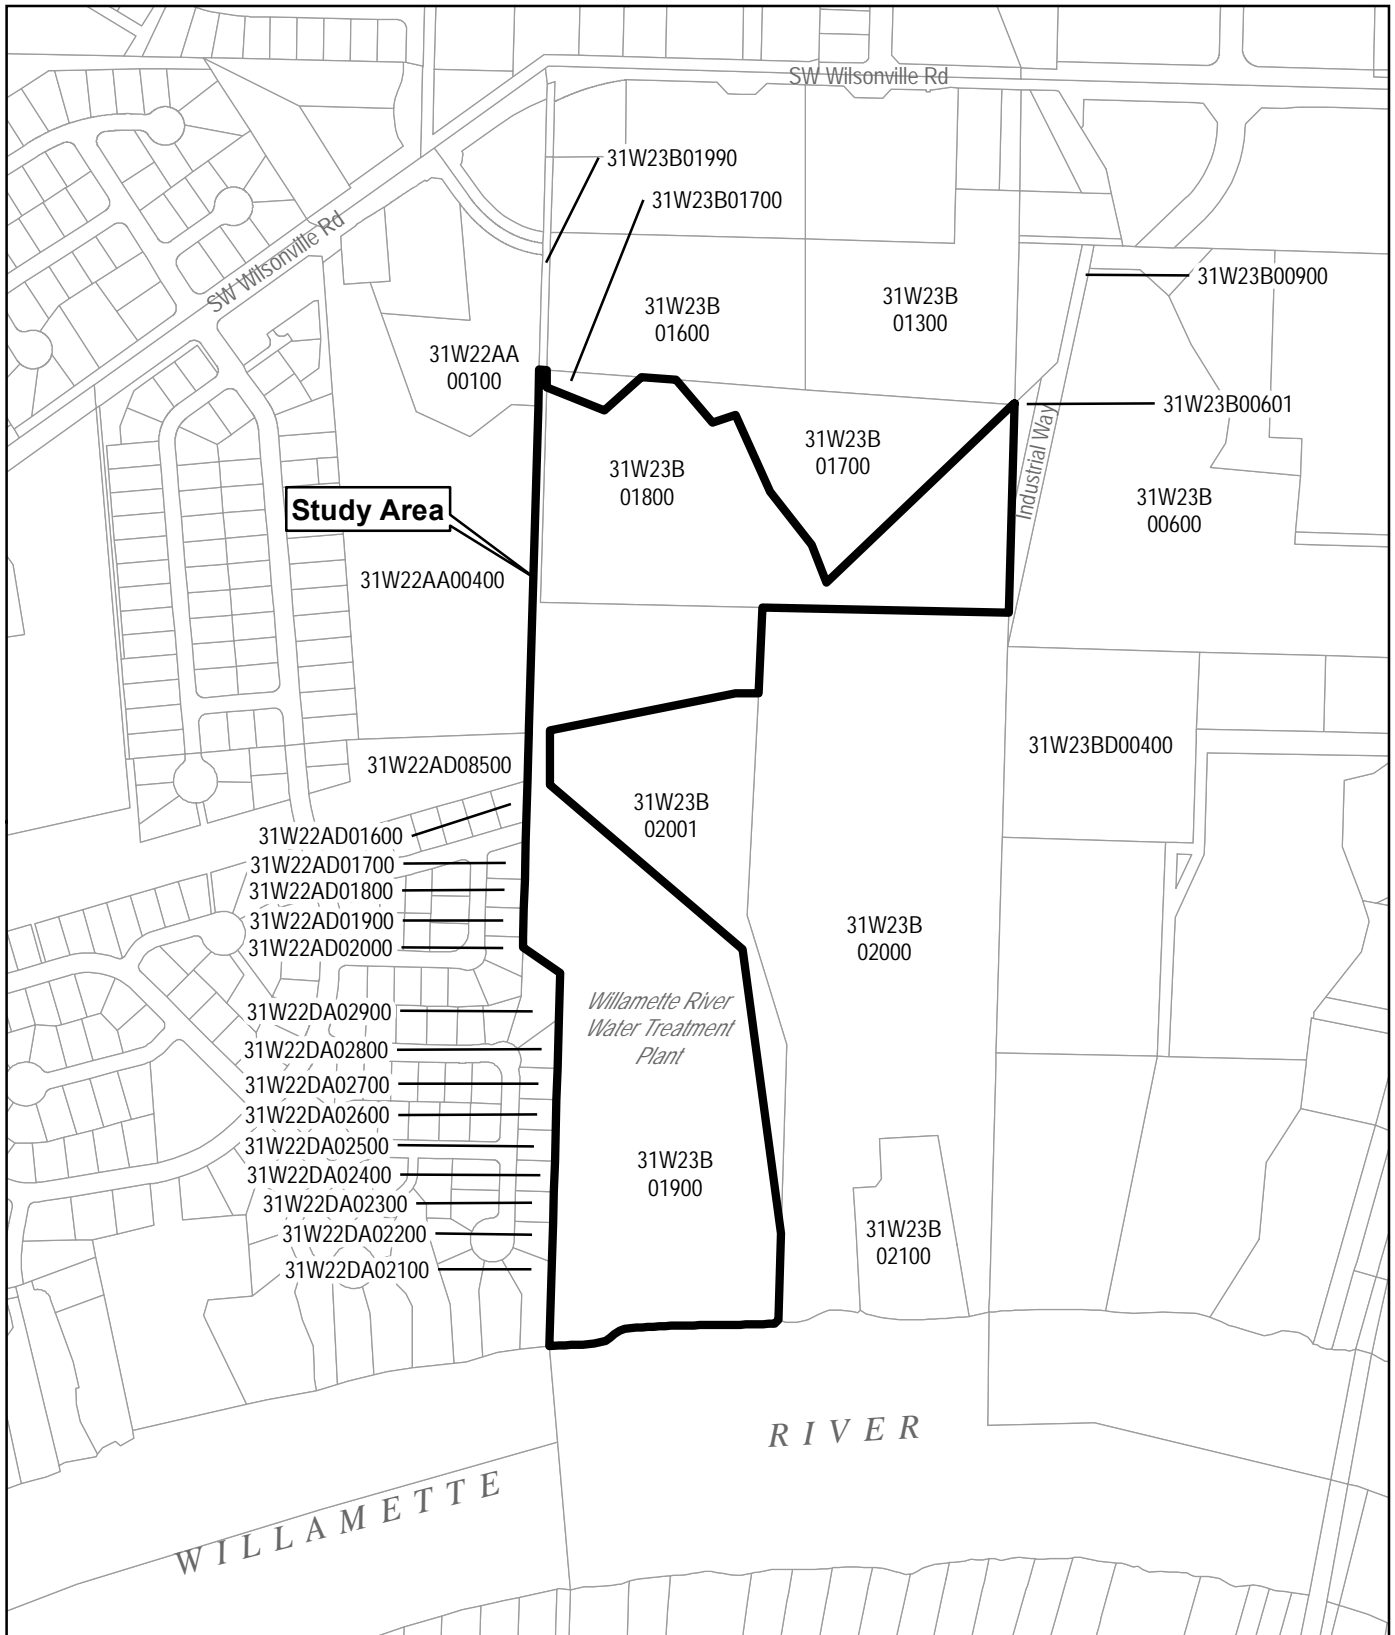 SW Wilsonville Rd
31W23B01990
31W23B01700
SW Wilsonville Rd
31W23B00900
31W23B
01600
31W23B
01300
31W22AA
00100
31W23B00601
31W23B
01700
31W23B
01800
Industrial Way
31W23B
00600
Study Area
31W22AA00400
31W23BD00400
31W22AD08500
31W23B
02001
31W22AD01600
31W22AD01700
31W22AD01800
31W22AD01900
31W22AD02000
31W23B
02000
Willamette River
Water Treatment
Plant
31W22DA02900
31W22DA02800
31W22DA02700
31W22DA02600
31W22DA02500
31W22DA02400
31W22DA02300
31W22DA02200
31W22DA02100
31W23B
01900
31W23B
02100
WILLAMETTE
RIVER